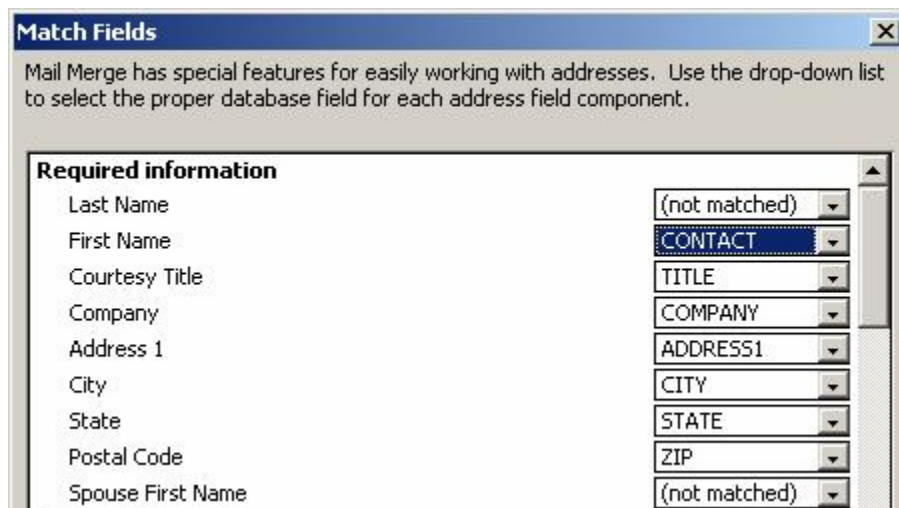 Match Fields
Mail Merge has special features for easily working with addresses. Use the drop-down list
to select the proper database field for each address field component.
Required information
Last Name (not matched)
First Name CONTACT
Courtesy Title TITLE
Company COMPANY
Address 1 ADDRESS1
City CITY
State STATE
Postal Code ZIP
Spouse First Name (not matched)